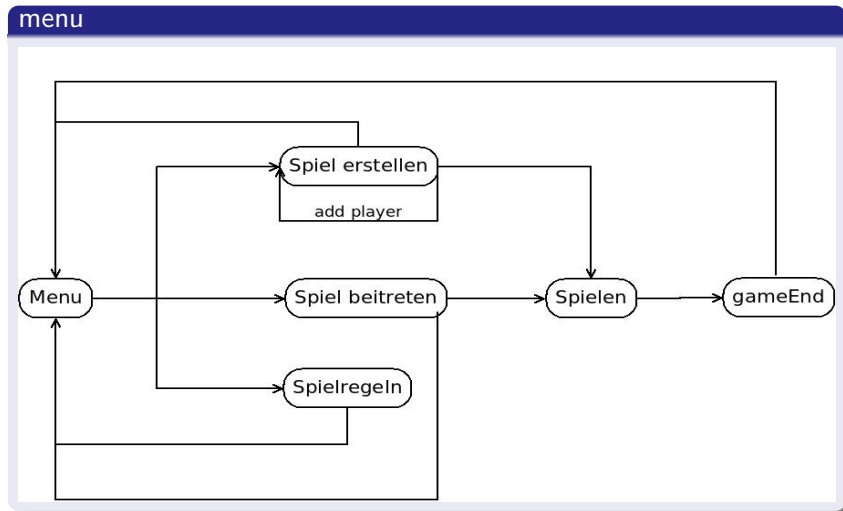 menu
Spiel erstellen
add player
Menu
Spiel beitreten
Spielen
gameEnd
Spielregeln